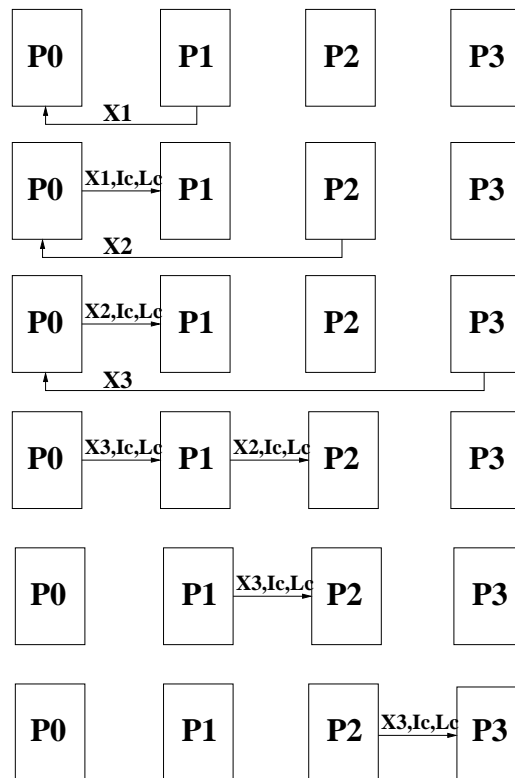 P0 P1 P2 P3
X1
X1,Ic,Lc
P0 P1 P2 P3
X2
X2,Ic,Lc
P0 P1 P2 P3
X3
X3,Ic,Lc X2,Ic,Lc
P0 P1 P2 P3
X3,Ic,Lc
P0 P1 P2 P3
X3,Ic,Lc
P0 P1 P2 P3